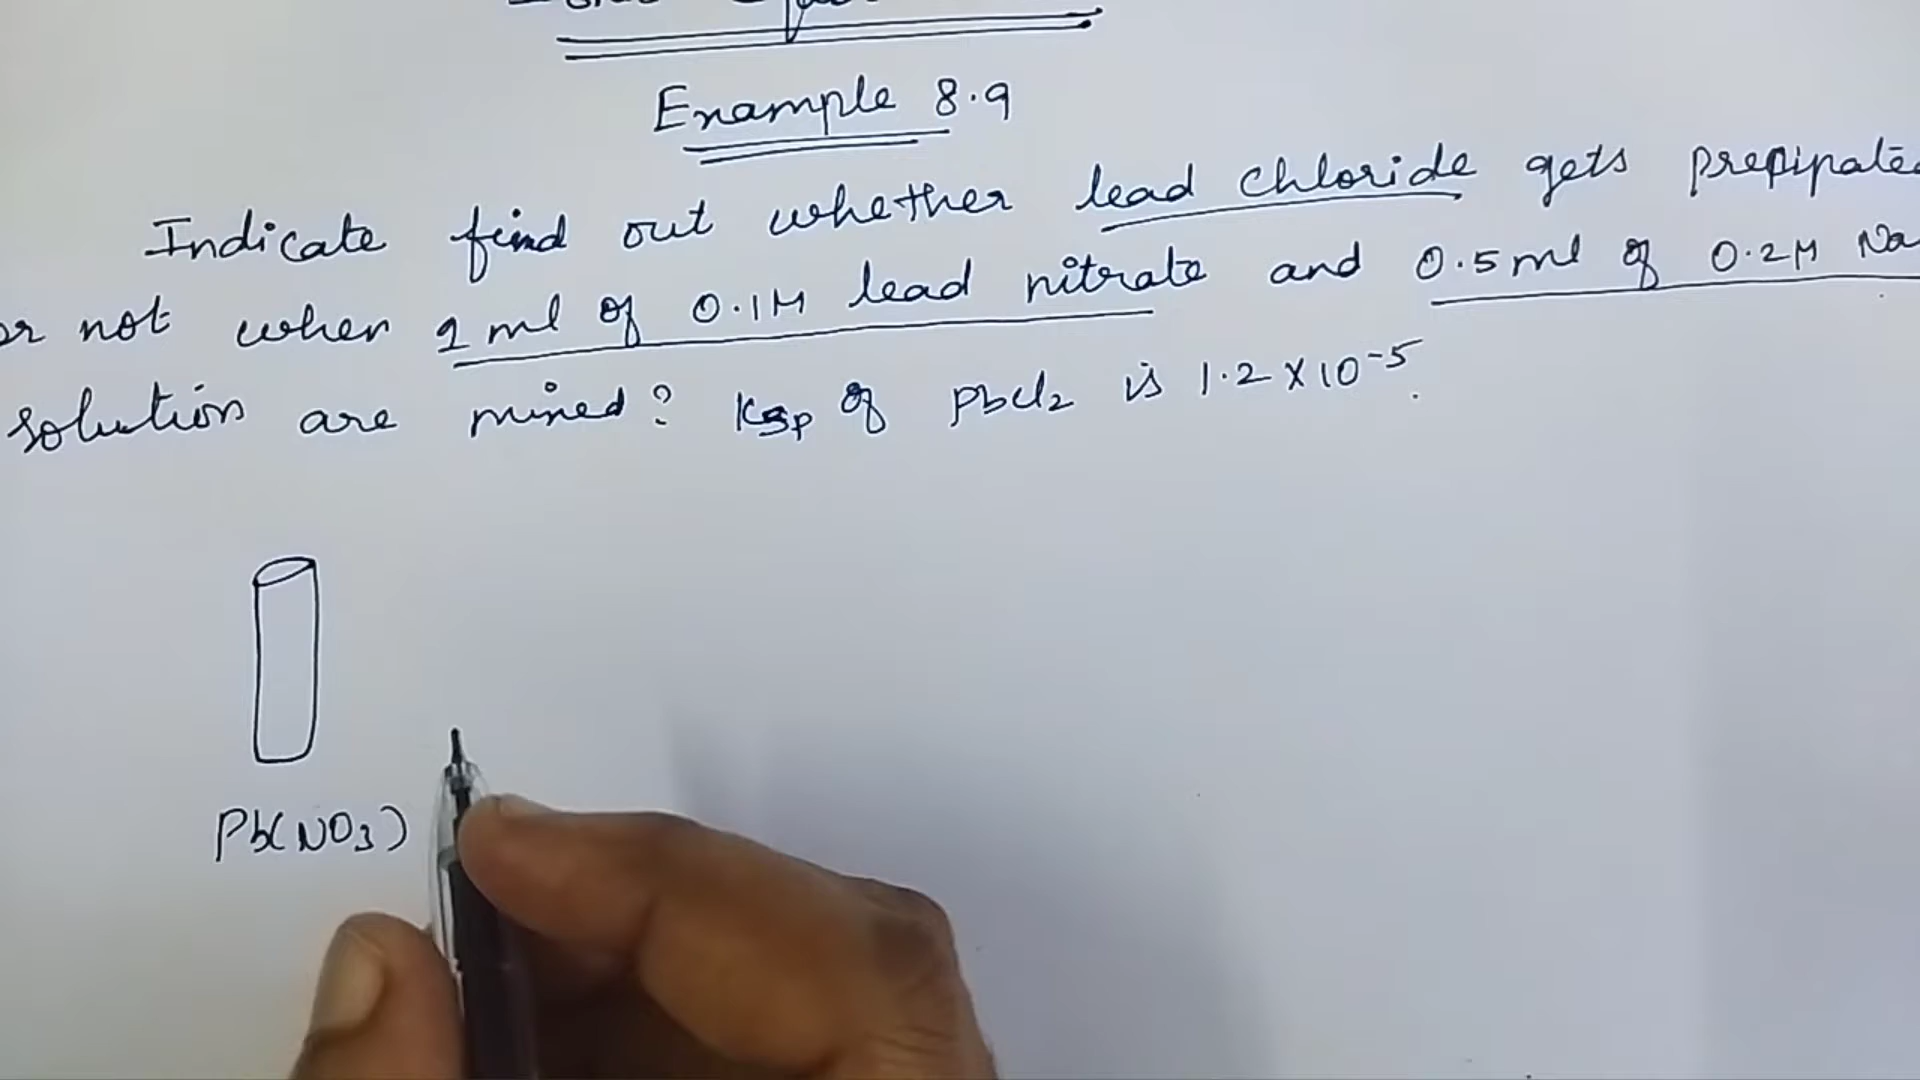 Example 8.9
Indicate find out whether lead chloride gets prepipated
or not when 1 ml of 0.1M lead nitrate and 0.5 ml of 0.2M Na
solution are mixed? Ksp of PbCl2 is 1.2 X 10-5.
Pb(NO3)